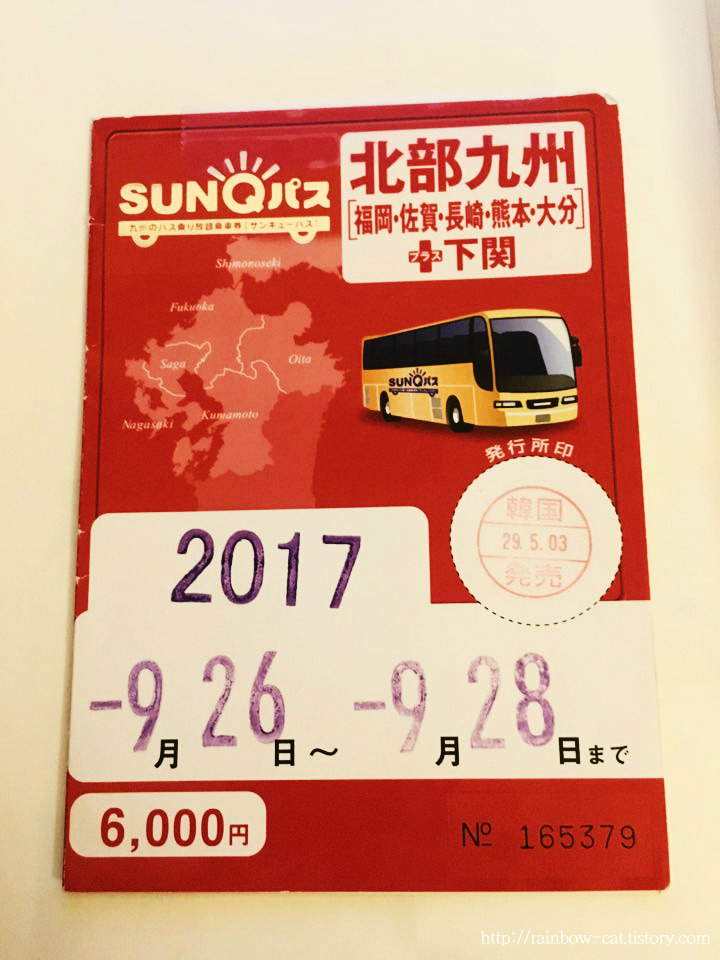 SUNQパス
九州のバス乗り放題乗車券[サンキューパス]
北部九州
[福岡・佐賀・長崎・熊本・大分]
プラス
下関
Shimonoseki
Fukuoka
Saga
Oita
Kumamoto
Nagasaki
SUNQパス
発行所印
韓国
29.5.03
発売
2017
-9月26日～-9月28日まで
6,000円
№ 165379
http://rainbow-cat.tistory.com